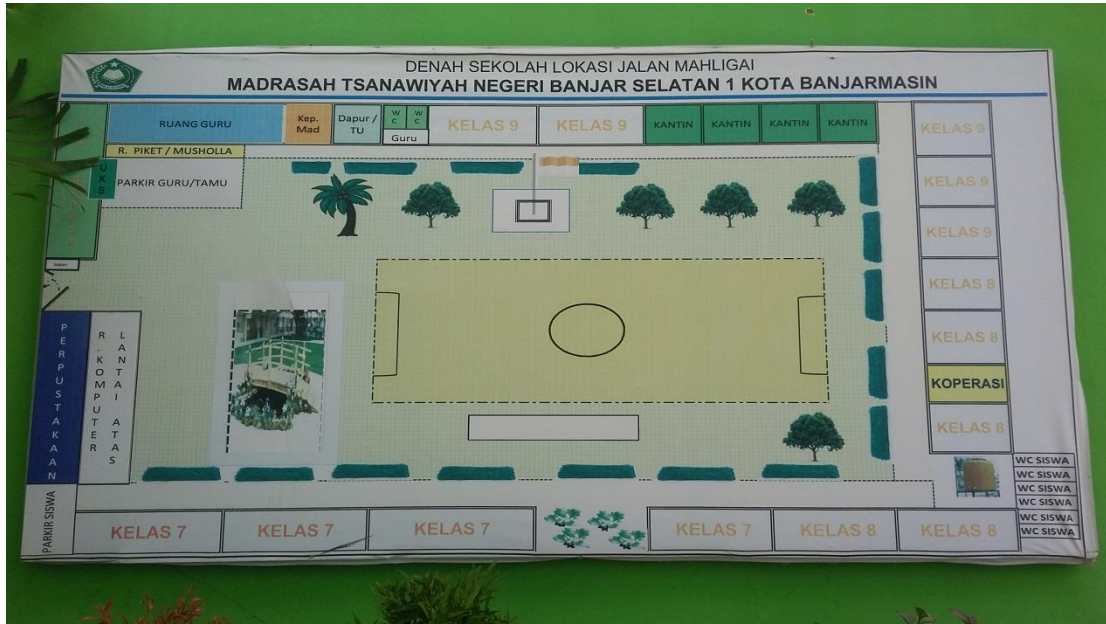 DENAH SEKOLAH LOKASI JALAN MAHLIGAI
MADRASAH TSANAWIYAH NEGERI BANJAR SELATAN 1 KOTA BANJARMASIN
RUANG GURU
Kep. Mad
Dapur / TU
WC
WC
Guru
KELAS 9
KELAS 9
KANTIN
KANTIN
KANTIN
KANTIN
KELAS 9
R. PIKET / MUSHOLLA
UKS
PARKIR GURU/TAMU
KELAS 9
KELAS 9
KELAS 8
KELAS 8
KOPERASI
KELAS 8
PERPUSTAKAAN
R.KOMPUTER
LANTAI ATAS
WC SISWA
WC SISWA
WC SISWA
WC SISWA
WC SISWA
WC SISWA
PARKIR SISWA
KELAS 7
KELAS 7
KELAS 7
KELAS 7
KELAS 8
KELAS 8